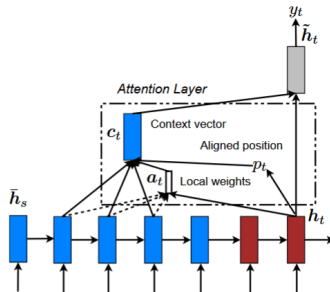 y_t
h̃_t
Attention Layer
c_t
Context vector
Aligned position
a_t
p_t
Local weights
h̄_s
h_t